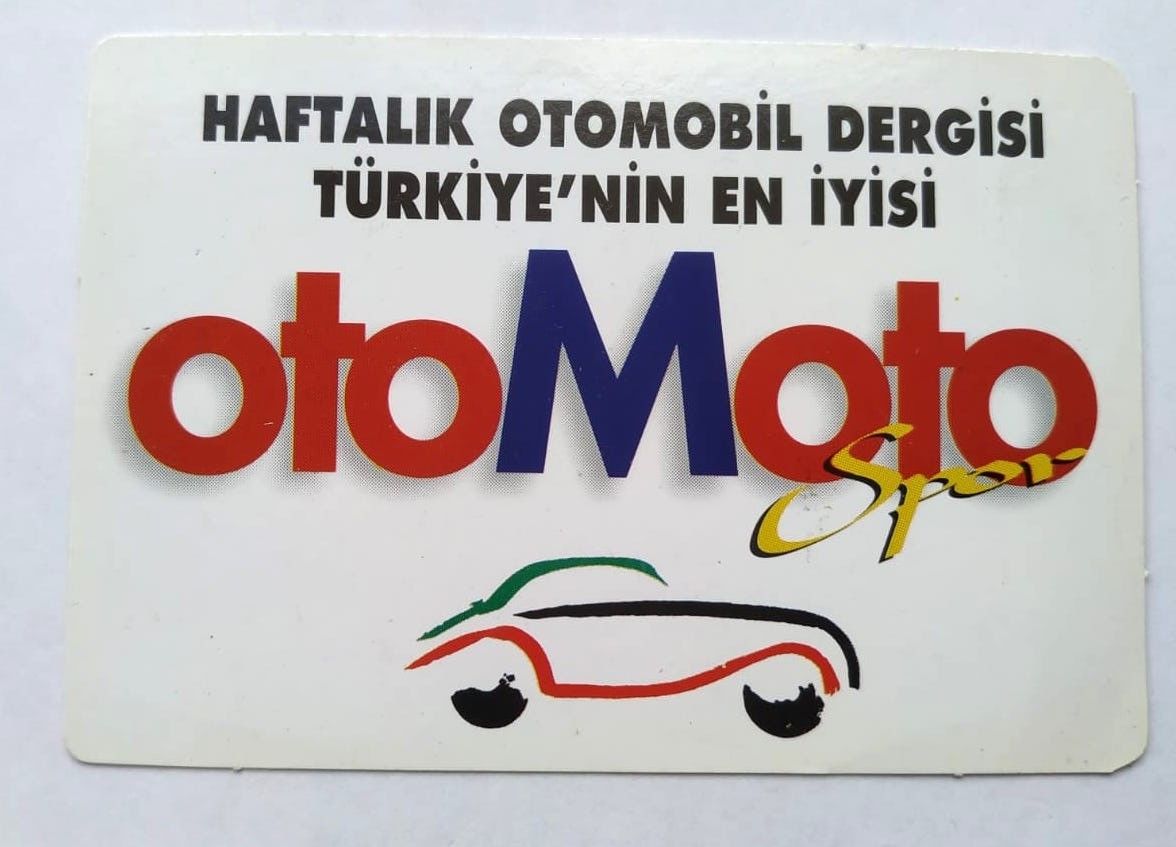 HAFTALIK OTOMOBİL DERGİSİ
TÜRKİYE'NİN EN İYİSİ
otoMoto
Spor